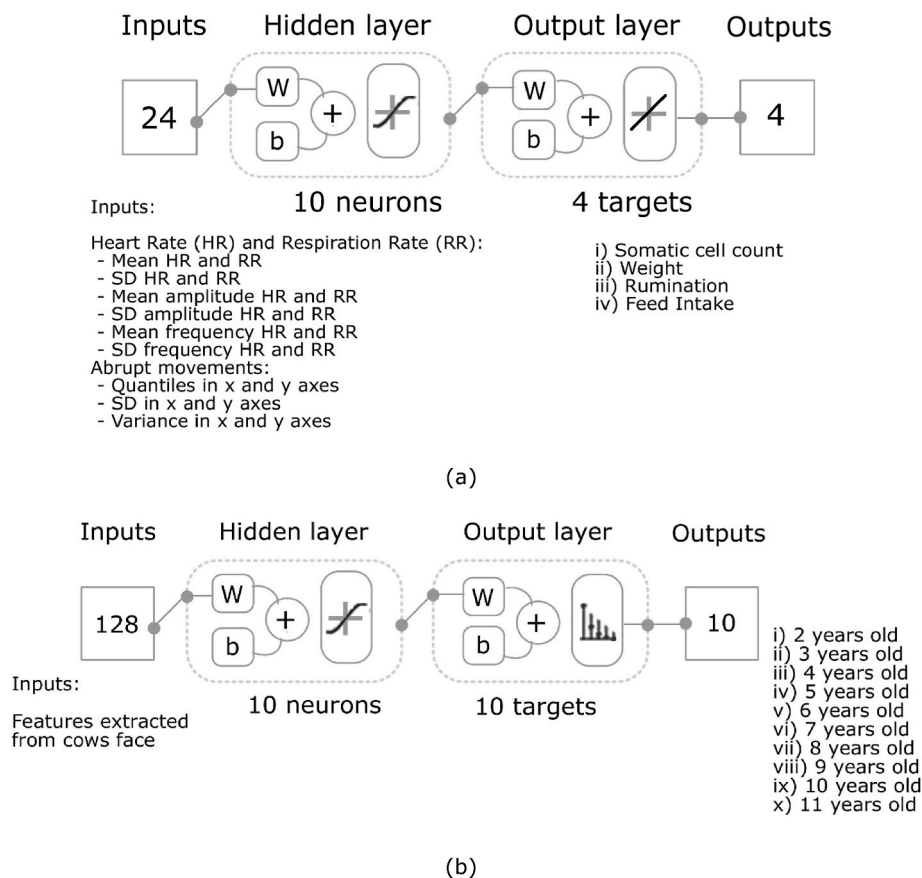 Inputs Hidden layer Output layer Outputs
24 W + b W + b 4
10 neurons 4 targets
Inputs:
Heart Rate (HR) and Respiration Rate (RR):
- Mean HR and RR
- SD HR and RR
- Mean amplitude HR and RR
- SD amplitude HR and RR
- Mean frequency HR and RR
- SD frequency HR and RR
Abrupt movements:
- Quantiles in x and y axes
- SD in x and y axes
- Variance in x and y axes
i) Somatic cell count
ii) Weight
iii) Rumination
iv) Feed Intake
(a)
Inputs Hidden layer Output layer Outputs
128 W + b W + b 10
10 neurons 10 targets
Inputs:
Features extracted
from cows face
i) 2 years old
ii) 3 years old
iii) 4 years old
iv) 5 years old
v) 6 years old
vi) 7 years old
vii) 8 years old
viii) 9 years old
ix) 10 years old
x) 11 years old
(b)